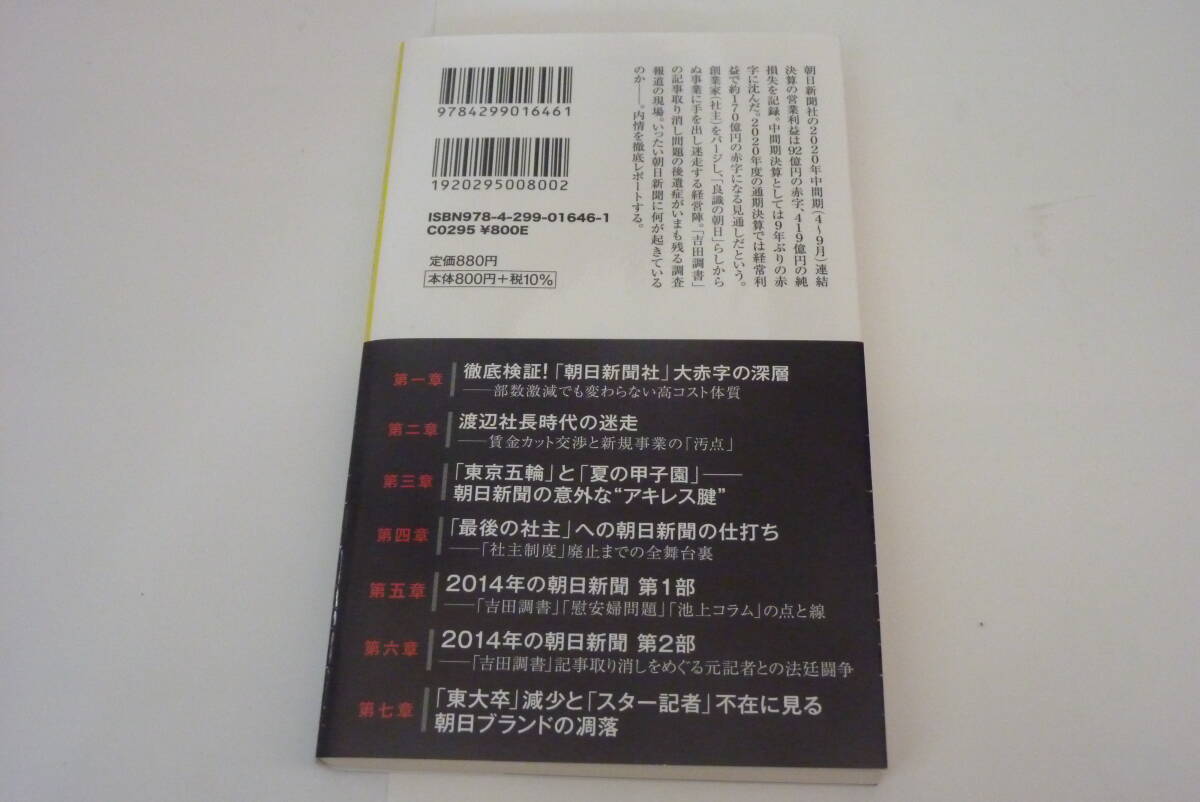 朝日新聞社の2020年中間期（4〜9月）連結
決算の営業利益は92億円の赤字、419億円の純
損失を記録。中間期決算としては9年ぶりの赤
字に沈んだ。2020年度の通期決算では経常利
益で約170億円の赤字になる見通しだという。
創業家（社主）をパージし、「良識の朝日」らしから
ぬ事業に手を出し迷走する経営陣。「吉田調書」
の記事取り消し問題の後遺症がいまも残る調査
報道の現場。いったい朝日新聞に何が起きている
のか――。内情を徹底レポートする。
9784299016461
1920295008002
ISBN978-4-299-01646-1
C0295 ¥800E
定価880円
本体800円＋税10%
第一章 徹底検証！「朝日新聞社」大赤字の深層
――部数激減でも変わらない高コスト体質
第二章 渡辺社長時代の迷走
――賃金カット交渉と新規事業の「汚点」
第三章 「東京五輪」と「夏の甲子園」――
朝日新聞の意外な“アキレス腱”
第四章 「最後の社主」への朝日新聞の仕打ち
――「社主制度」廃止までの全舞台裏
第五章 2014年の朝日新聞 第1部
――「吉田調書」「慰安婦問題」「池上コラム」の点と線
第六章 2014年の朝日新聞 第2部
――「吉田調書」記事取り消しをめぐる元記者との法廷闘争
第七章 「東大卒」減少と「スター記者」不在に見る
朝日ブランドの凋落